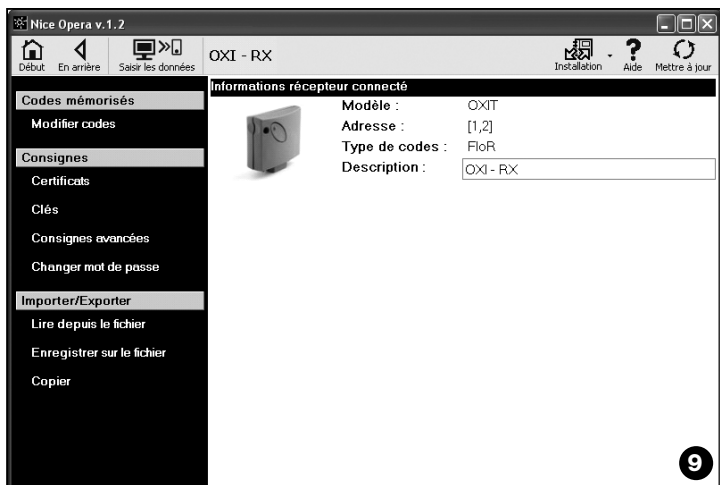 Nice Opera v.1.2
Début En arrière Saisir les données OXI - RX Installation Aide Mettre à jour
Informations récepteur connecté
Codes mémorisés
Modifier codes
Consignes
Certificats
Clés
Consignes avancées
Changer mot de passe
Importer/Exporter
Lire depuis le fichier
Enregistrer sur le fichier
Copier
Modèle : OXIT
Adresse : [1,2]
Type de codes : FloR
Description : OXI - RX
9